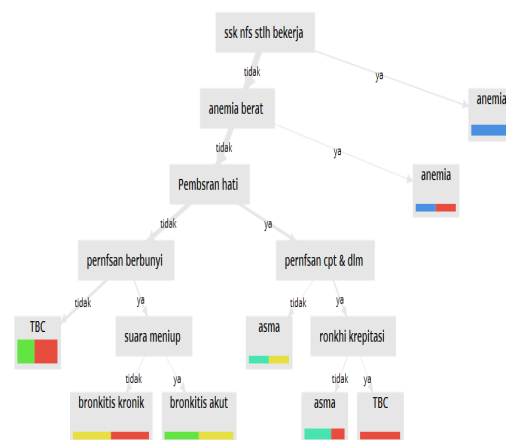 ssk nfs stlh bekerja
tidak
ya
anemia
anemia berat
tidak
ya
Pembsran hati
anemia
tidak
ya
pernfsan berbunyi
pernfsan cpt & dlm
tidak
ya
tidak
ya
TBC
suara meniup
asma
ronkhi krepitasi
tidak
ya
tidak
ya
bronkitis kronik
bronkitis akut
asma
TBC